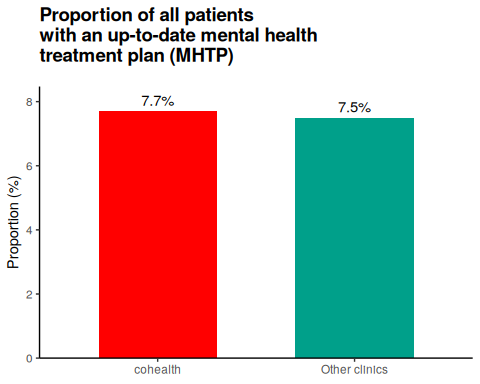 Proportion of all patients
with an up-to-date mental health
treatment plan (MHTP)
Proportion (%)
8
6
4
2
0
7.7%
7.5%
cohealth
Other clinics